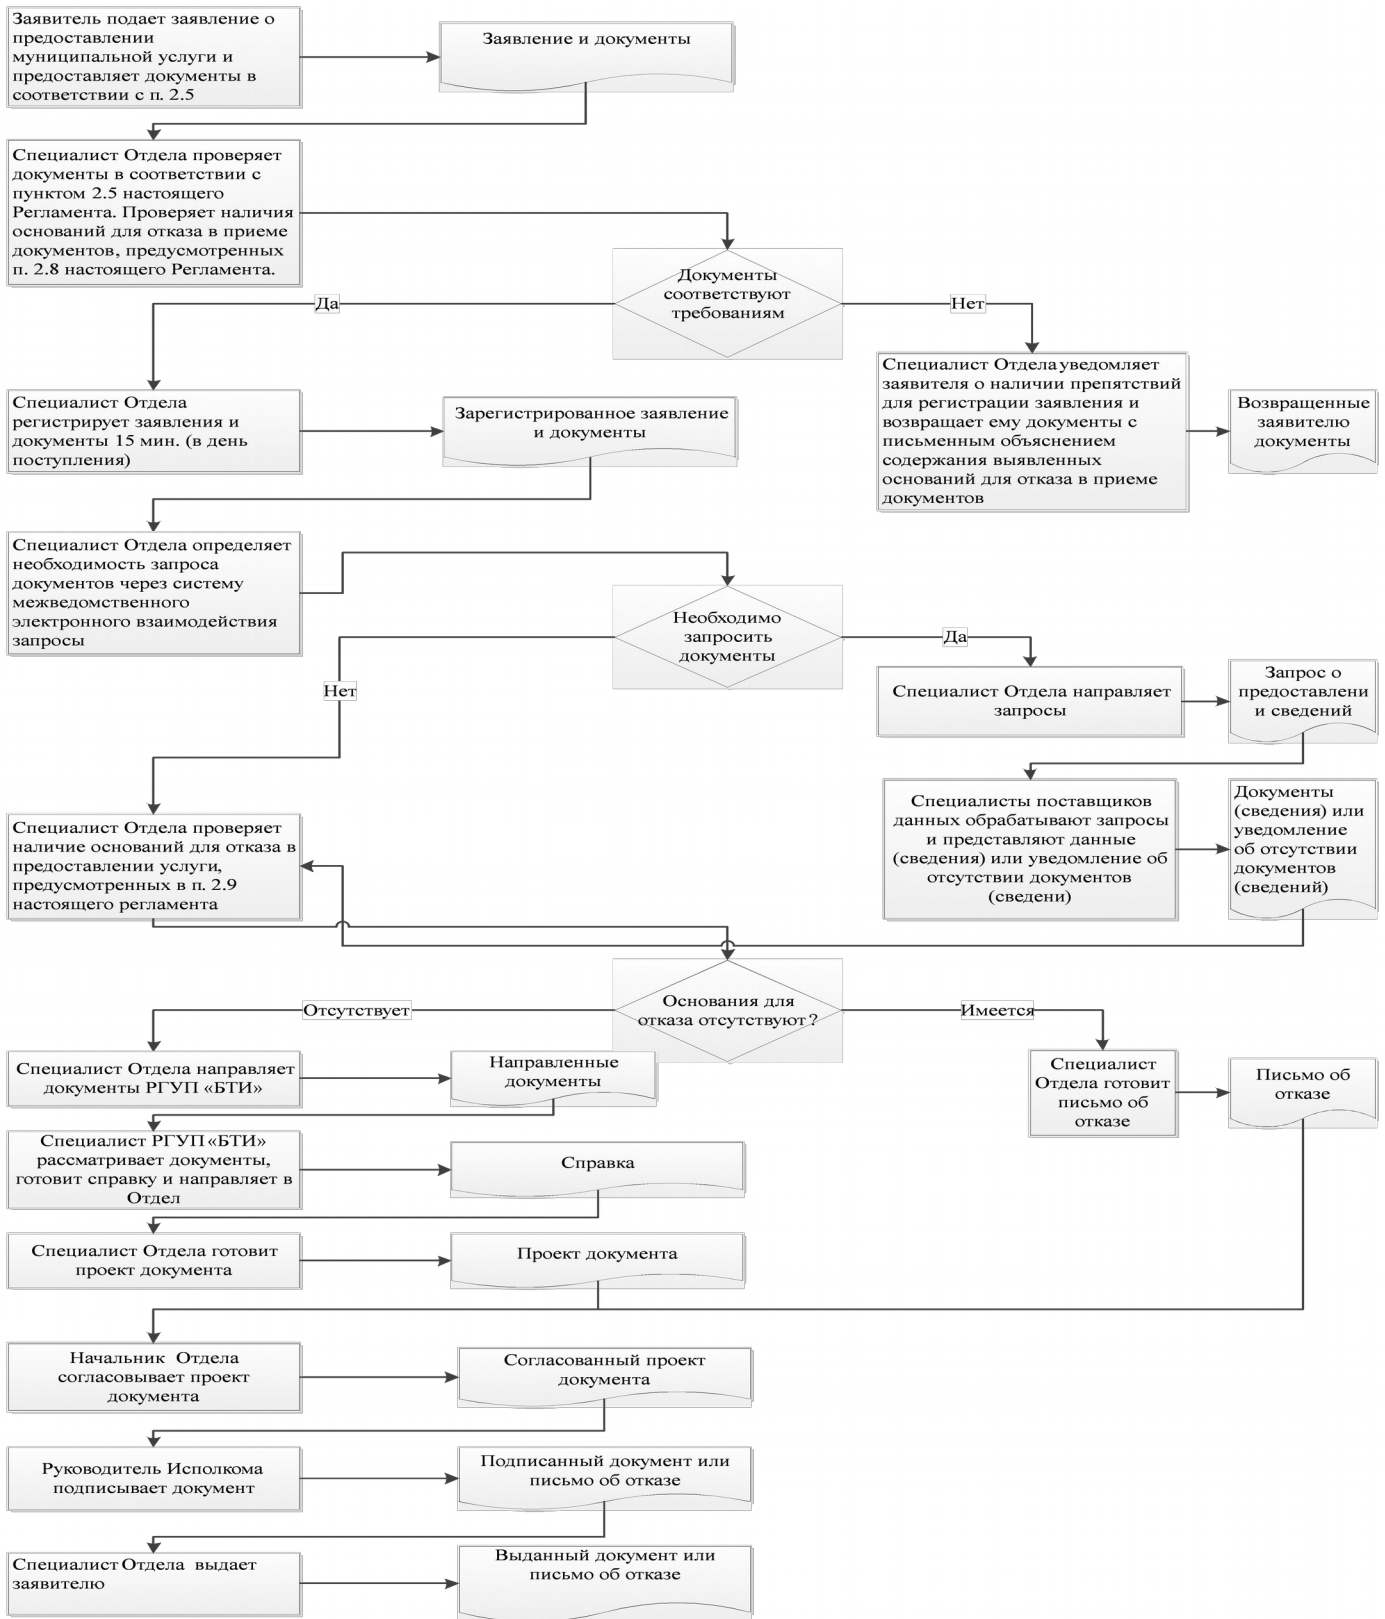 Заявитель подает заявление о
предоставлении
муниципальной услуги и
предоставляет документы в
соответствии с п. 2.5
Заявление и документы
Специалист Отдела проверяет
документы в соответствии с
пунктом 2.5 настоящего
Регламента. Проверяет наличия
оснований для отказа в приеме
документов, предусмотренных
п. 2.8 настоящего Регламента.
Документы
соответствуют
требованиям
Да
Нет
Специалист Отдела уведомляет
заявителя о наличии препятствий
для регистрации заявления и
возвращает ему документы с
письменным объяснением
содержания выявленных
оснований для отказа в приеме
документов
Возвращенные
заявителю
документы
Специалист Отдела
регистрирует заявления и
документы 15 мин. (в день
поступления)
Зарегистрированное заявление
и документы
Специалист Отдела определяет
необходимость запроса
документов через систему
межведомственного
электронного взаимодействия
запросы
Необходимо
запросить
документы
Да
Нет
Специалист Отдела направляет
запросы
Запрос о
предоставлени
и сведений
Специалисты поставщиков
данных обрабатывают запросы
и представляют данные
(сведения) или уведомление об
отсутствии документов
(сведени)
Документы
(сведения) или
уведомление
об отсутствии
документов
(сведений)
Специалист Отдела проверяет
наличие оснований для отказа в
предоставлении услуги,
предусмотренных в п. 2.9
настоящего регламента
Основания для
отказа отсутствуют?
Отсутствует
Имеется
Специалист Отдела направляет
документы РГУП «БТИ»
Направленные
документы
Специалист
Отдела готовит
письмо об
отказе
Письмо об
отказе
Специалист РГУП «БТИ»
рассматривает документы,
готовит справку и направляет в
Отдел
Справка
Специалист Отдела готовит
проект документа
Проект документа
Начальник Отдела
согласовывает проект
документа
Согласованный проект
документа
Руководитель Исполкома
подписывает документ
Подписанный документ или
письмо об отказе
Специалист Отдела выдает
заявителю
Выданный документ или
письмо об отказе